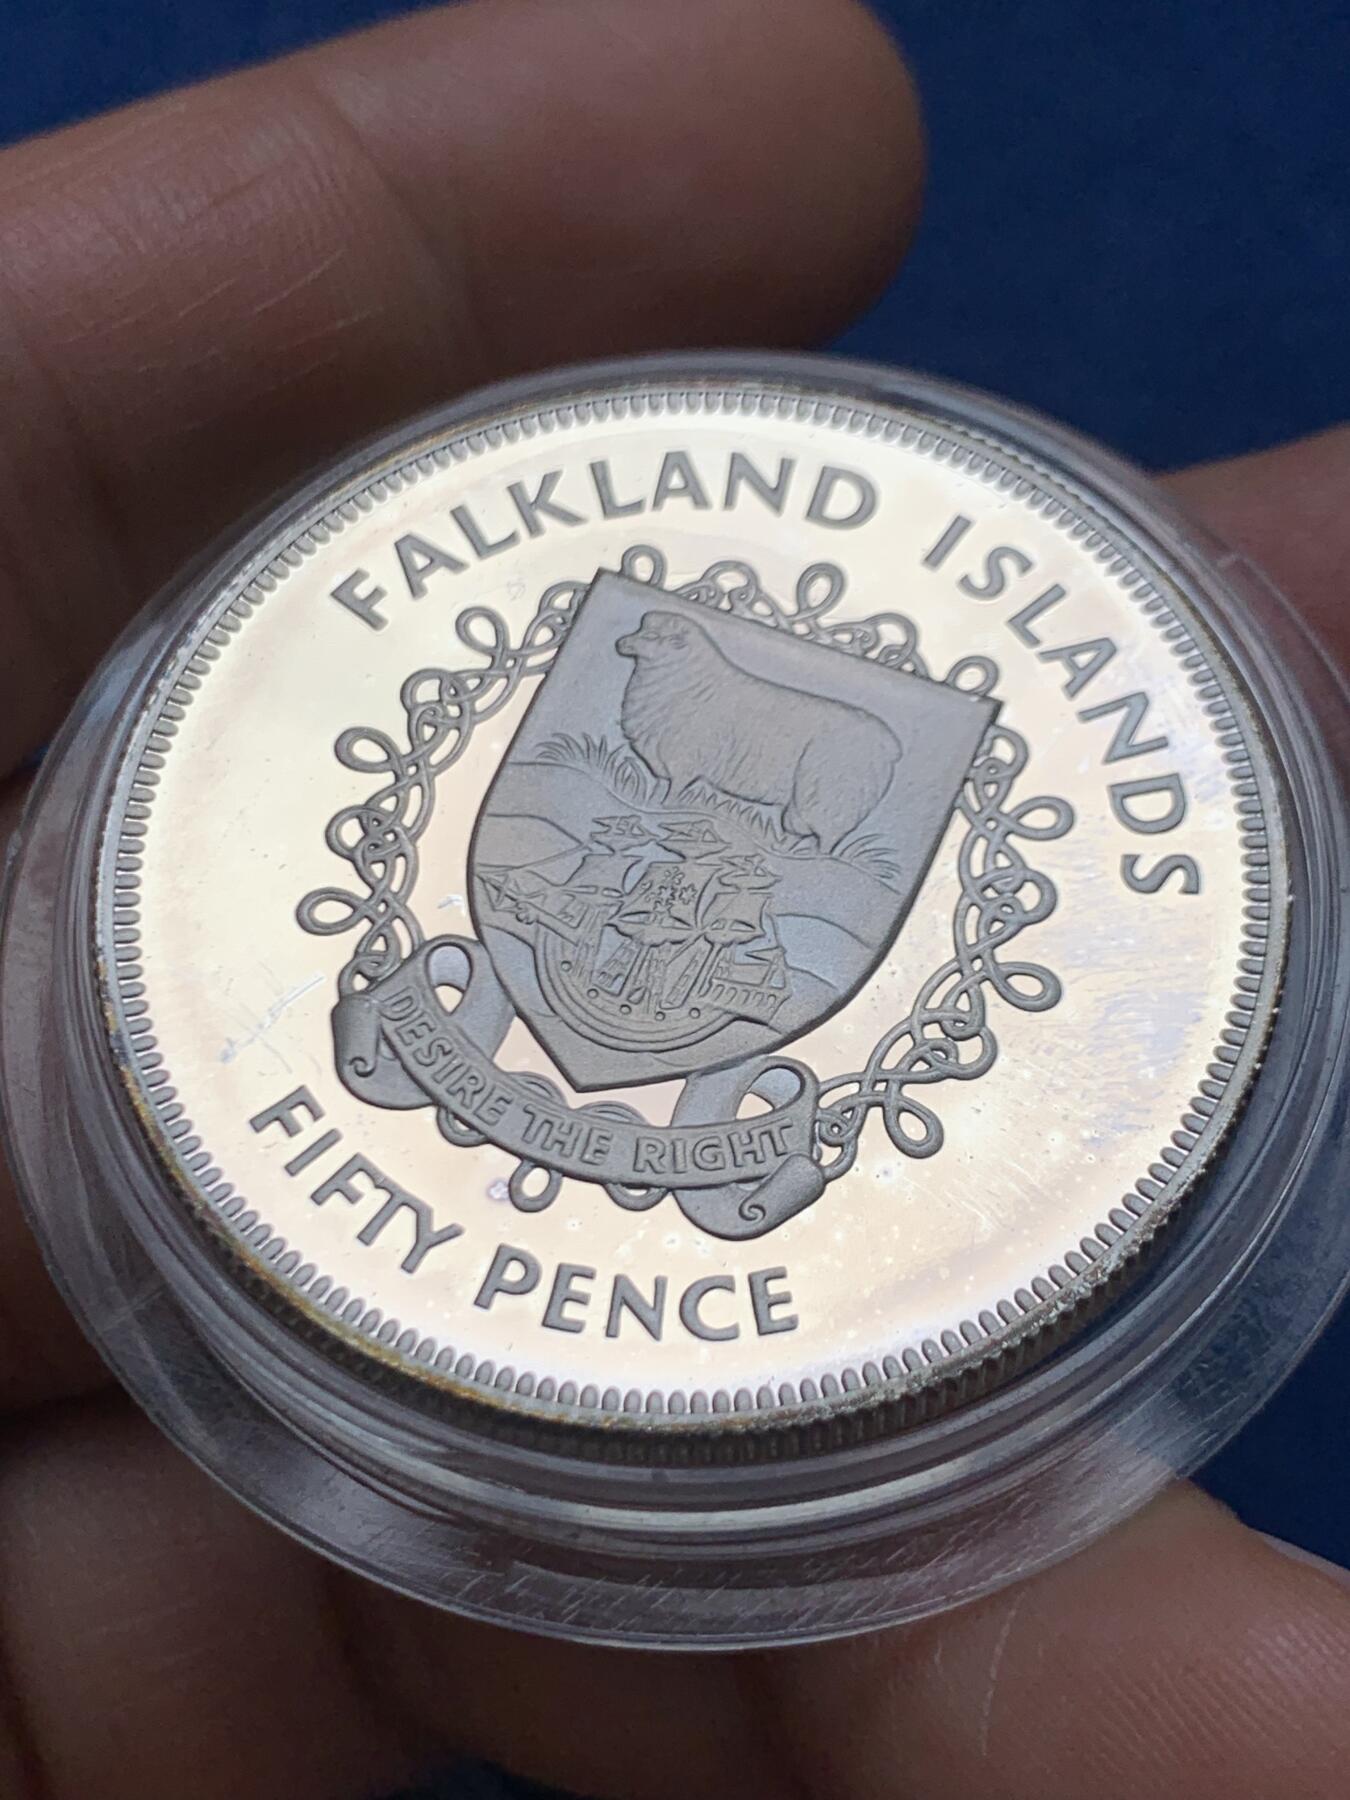 FALKLAND ISLANDS
DESIRE THE RIGHT
FIFTY PENCE